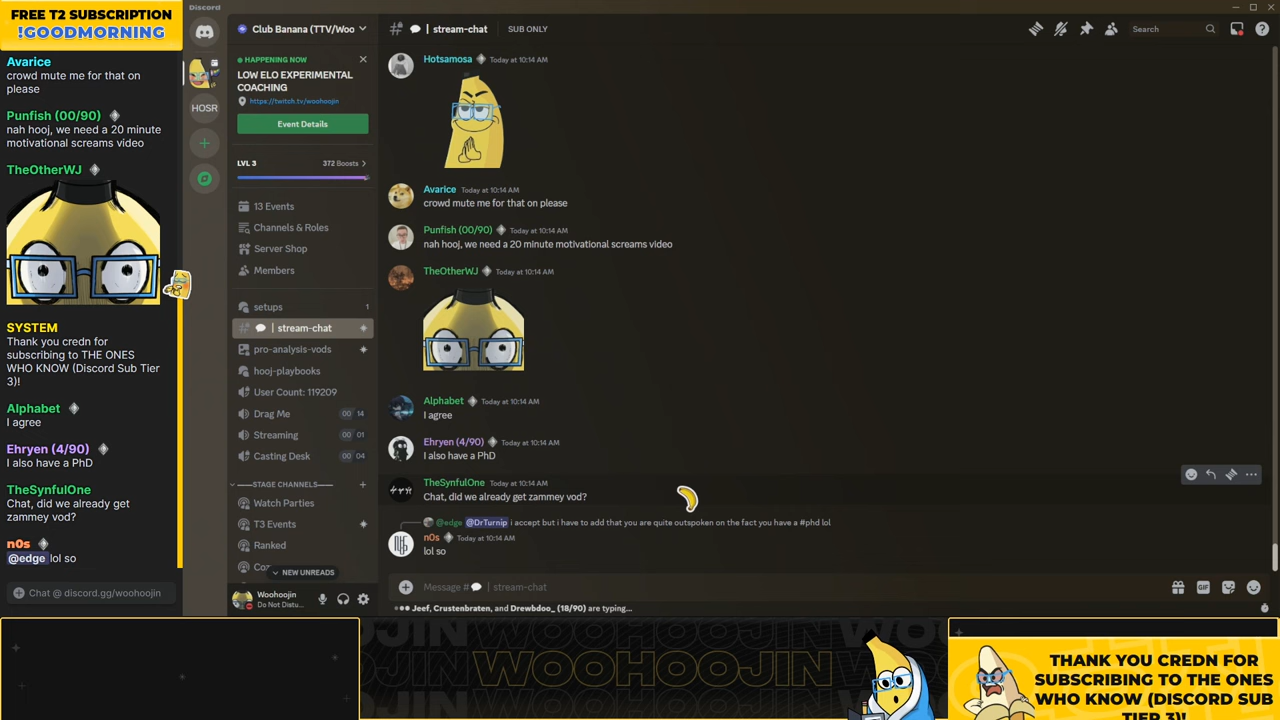 FREE T2 SUBSCRIPTION
!GOODMORNING
Avarice
crowd mute me for that on
please
Punfish (00/90)
nah hooj, we need a 20 minute
motivational screams video
TheOtherWJ
SYSTEM
Thank you credn for
subscribing to THE ONES
WHO KNOW (Discord Sub Tier
3)!
Alphabet
I agree
Ehryen (4/90)
I also have a PhD
TheSynfulOne
Chat, did we already get
zammey vod?
n0s
@edge lol so
Chat @ discord.gg/woohoojin
Discord
HOSR
Club Banana (TTV/Woo
HAPPENING NOW
LOW ELO EXPERIMENTAL
COACHING
https://twitch.tv/woohoojin
Event Details
LVL 3 372 Boosts
13 Events
Channels & Roles
Server Shop
Members
setups 1
| stream-chat
pro-analysis-vods
hooj-playbooks
User Count: 119209
Drag Me 00 14
Streaming 00 01
Casting Desk 00 04
STAGE CHANNELS
Watch Parties
T3 Events
Ranked
NEW UNREADS
Woohoojin
Do Not Distu...
| stream-chat SUB ONLY
Search
Hotsamosa Today at 10:14 AM
Avarice Today at 10:14 AM
crowd mute me for that on please
Punfish (00/90) Today at 10:14 AM
nah hooj, we need a 20 minute motivational screams video
TheOtherWJ Today at 10:14 AM
Alphabet Today at 10:14 AM
I agree
Ehryen (4/90) Today at 10:14 AM
I also have a PhD
TheSynfulOne Today at 10:14 AM
Chat, did we already get zammey vod?
@edge @DrTurnip i accept but i have to add that you are quite outspoken on the fact you have a #phd lol
n0s Today at 10:14 AM
lol so
Message # | stream-chat
GIF
Jeef, Crustenbraten, and Drewbdoo_ (18/90) are typing...
WOOHOOJIN
THANK YOU CREDN FOR
SUBSCRIBING TO THE ONES
WHO KNOW (DISCORD SUB
TIER 3)!